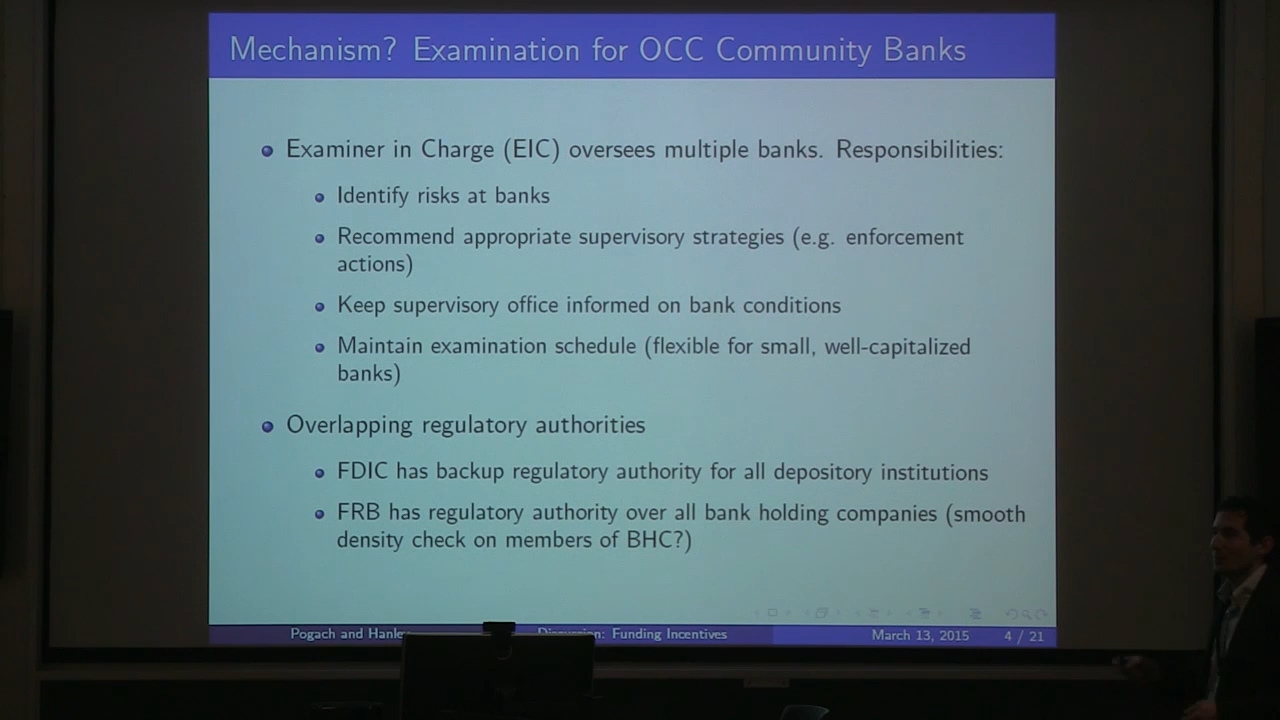 Mechanism? Examination for OCC Community Banks
Examiner in Charge (EIC) oversees multiple banks. Responsibilities:
Identify risks at banks
Recommend appropriate supervisory strategies (e.g. enforcement
actions)
Keep supervisory office informed on bank conditions
Maintain examination schedule (flexible for small, well-capitalized
banks)
Overlapping regulatory authorities
FDIC has backup regulatory authority for all depository institutions
FRB has regulatory authority over all bank holding companies (smooth
density check on members of BHC?)
Pogach and Funding Incentives March 13, 2015 4 / 21